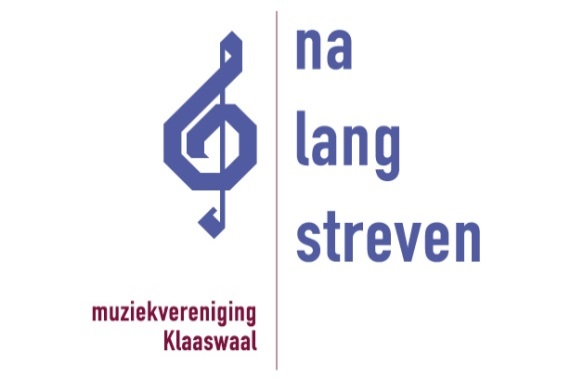 na
lang
streven
muziekvereniging
Klaaswaal